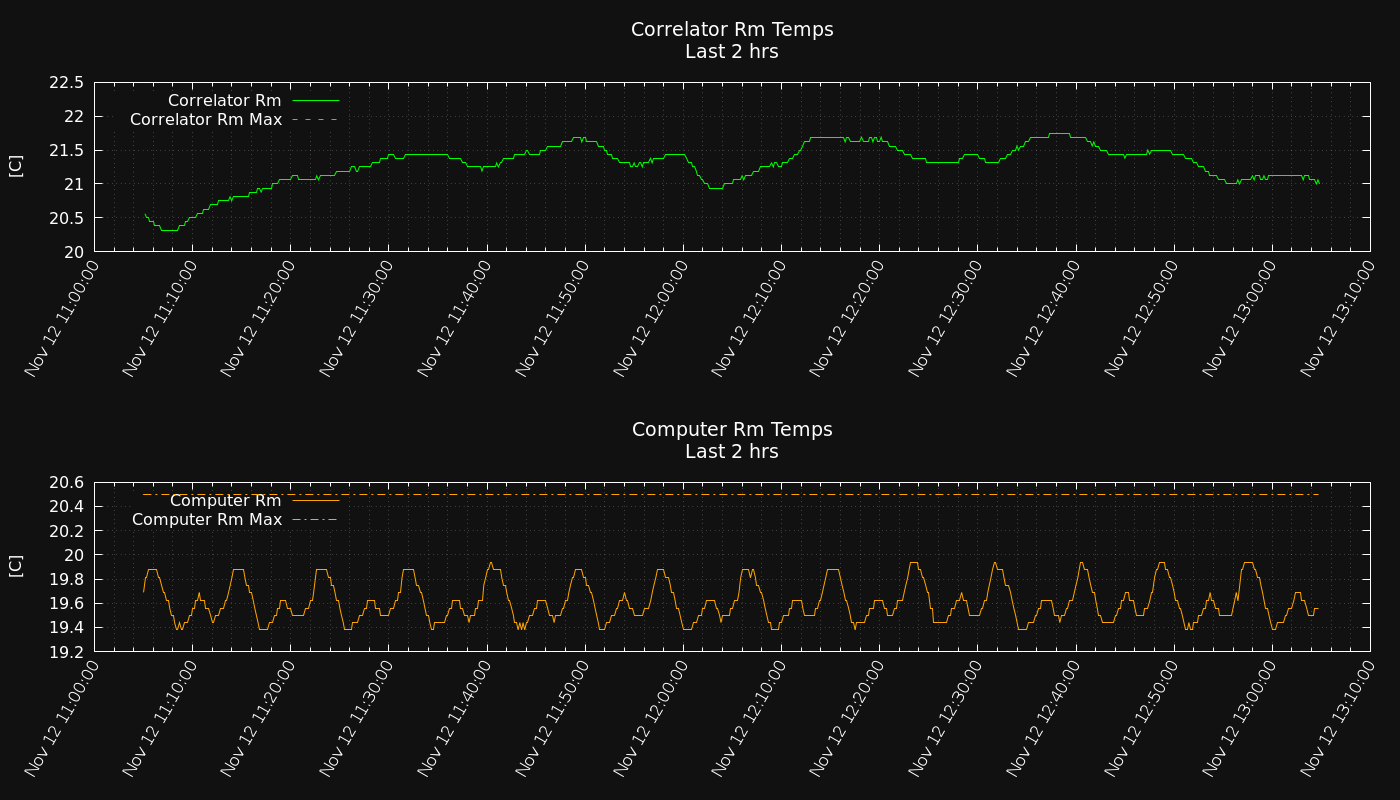 Correlator Rm Temps
Last 2 hrs
[C]
22.5
22
21.5
21
20.5
20
Correlator Rm
Correlator Rm Max
Nov 12 11:00:00
Nov 12 11:10:00
Nov 12 11:20:00
Nov 12 11:30:00
Nov 12 11:40:00
Nov 12 11:50:00
Nov 12 12:00:00
Nov 12 12:10:00
Nov 12 12:20:00
Nov 12 12:30:00
Nov 12 12:40:00
Nov 12 12:50:00
Nov 12 13:00:00
Nov 12 13:10:00
Computer Rm Temps
Last 2 hrs
[C]
20.6
20.4
20.2
20
19.8
19.6
19.4
19.2
Computer Rm
Computer Rm Max
Nov 12 11:00:00
Nov 12 11:10:00
Nov 12 11:20:00
Nov 12 11:30:00
Nov 12 11:40:00
Nov 12 11:50:00
Nov 12 12:00:00
Nov 12 12:10:00
Nov 12 12:20:00
Nov 12 12:30:00
Nov 12 12:40:00
Nov 12 12:50:00
Nov 12 13:00:00
Nov 12 13:10:00